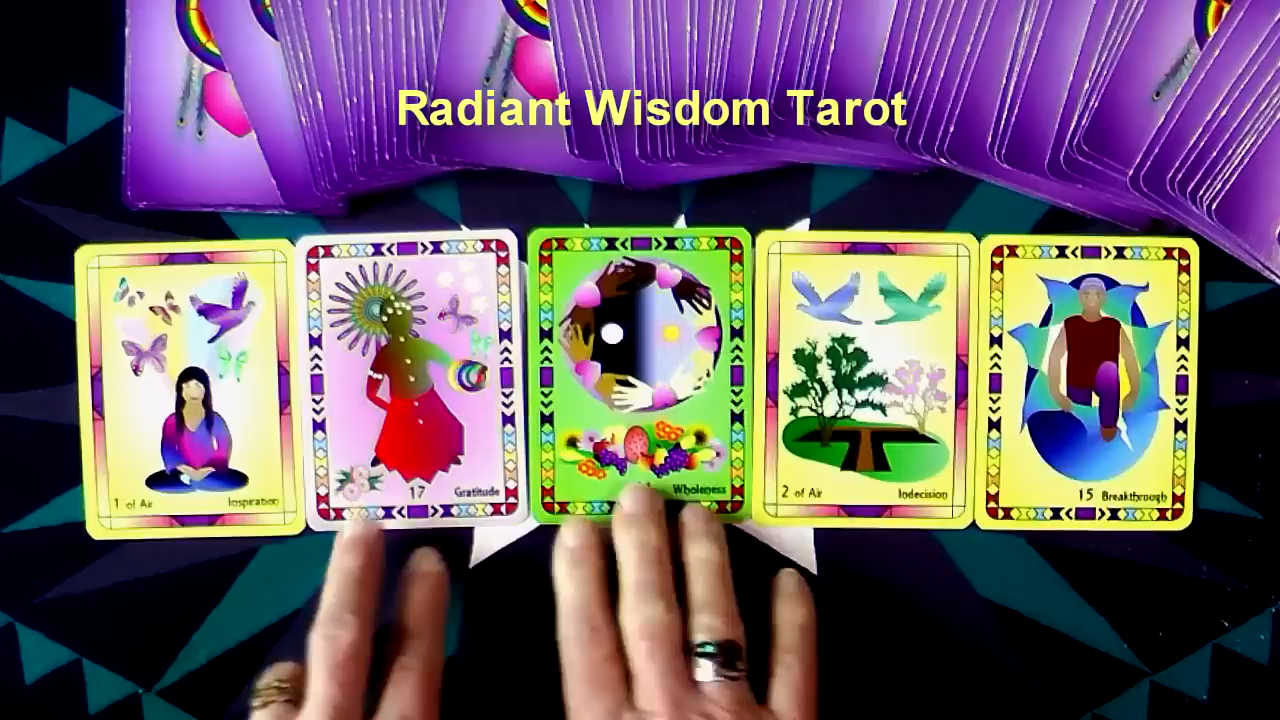 Radiant Wisdom Tarot
1 of Air Inspiration
17 Gratitude
Wholeness
2 of Air Indecision
15 Breakthrough